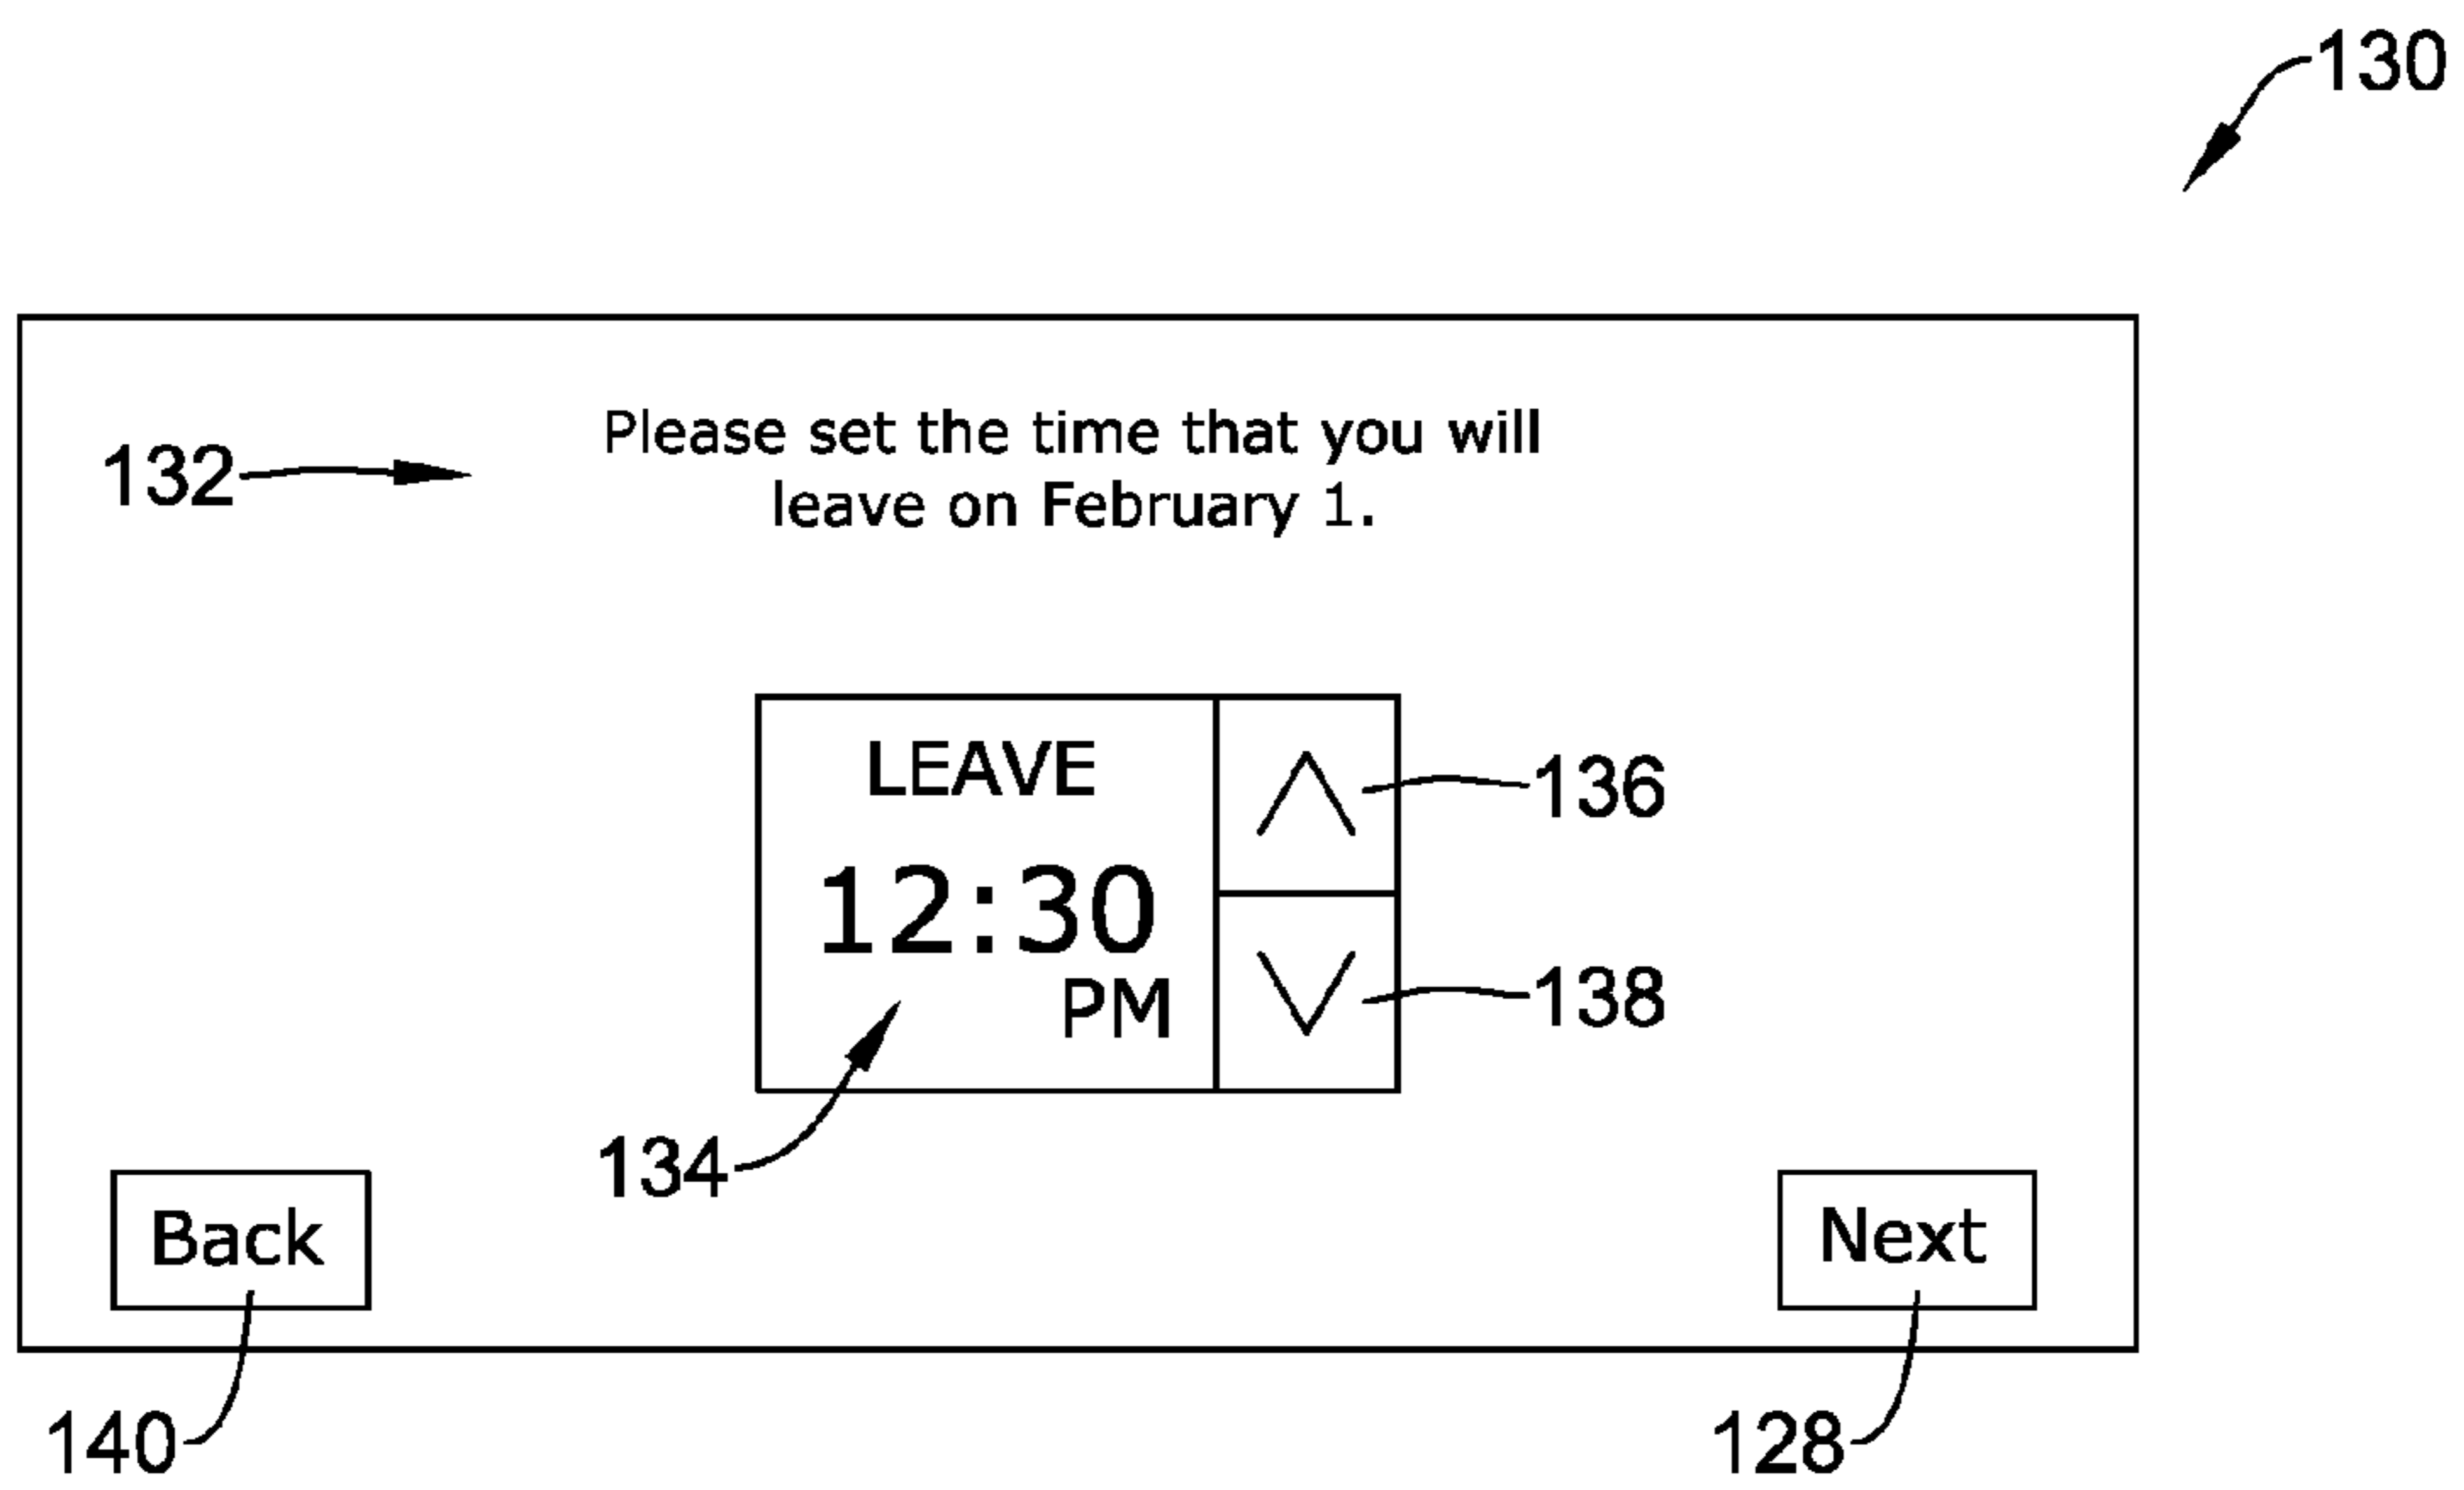 130
132
Please set the time that you will
leave on February 1.
LEAVE
12:30
PM
136
138
134
Back
Next
140
128